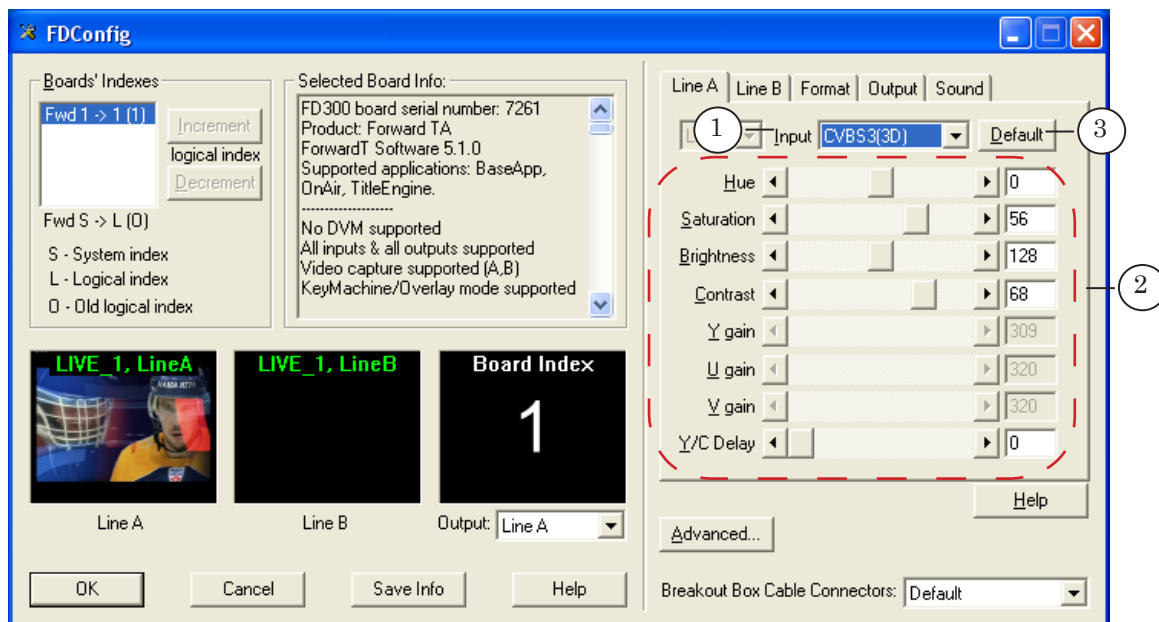 FDConfig
Boards' Indexes
Fwd 1 -> 1 (1)
Increment
logical index
Decrement
Fwd S -> L (O)
S - System index
L - Logical index
O - Old logical index
Selected Board Info:
FD300 board serial number: 7261
Product: Forward TA
ForwardT Software 5.1.0
Supported applications: BaseApp,
OnAir, TitleEngine.
--------------------
No DVM supported
All inputs & all outputs supported
Video capture supported (A,B)
KeyMachine/Overlay mode supported
LIVE_1, LineA
Line A
LIVE_1, LineB
Line B
Board Index
1
Output: Line A
OK Cancel Save Info Help
Line A Line B Format Output Sound
1 Input CVBS3(3D) Default 3
Hue 0
Saturation 56
Brightness 128
Contrast 68
2
Y gain 309
U gain 320
V gain 320
Y/C Delay 0
Help
Advanced...
Breakout Box Cable Connectors: Default